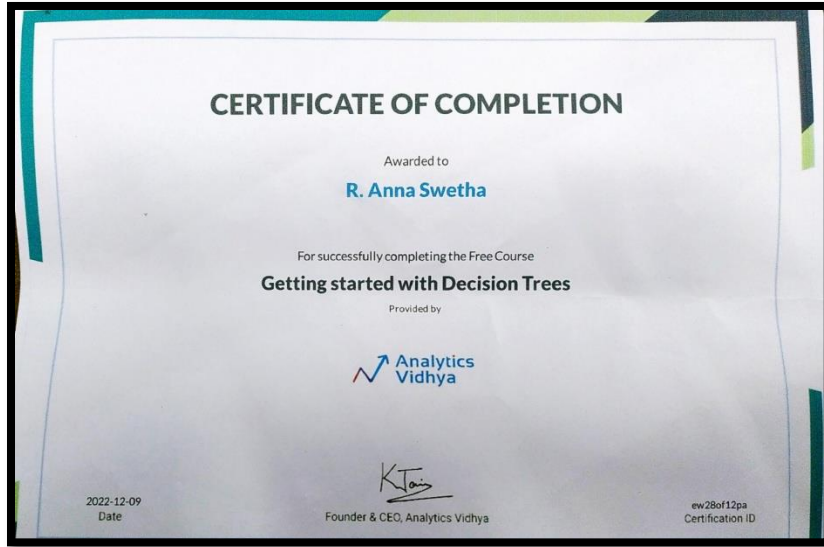 CERTIFICATE OF COMPLETION
Awarded to
R. Anna Swetha
For successfully completing the Free Course
Getting started with Decision Trees
Provided by
Analytics
Vidhya
KJain
2022-12-09
Date
Founder & CEO, Analytics Vidhya
ew28of12pa
Certification ID